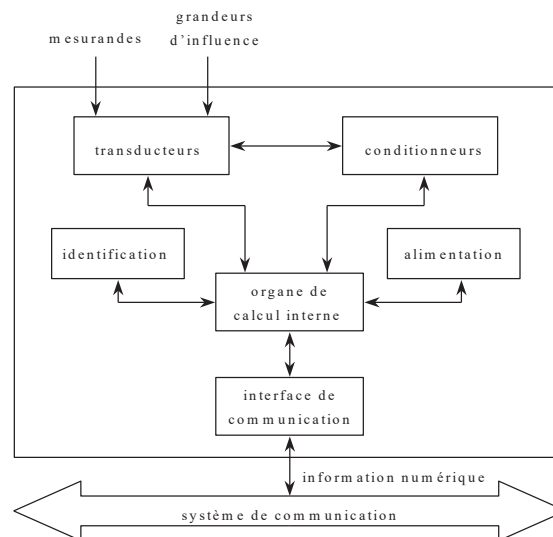 grandeurs
d'influence
mesurandes
transducteurs
conditionneurs
identification
alimentation
organe de
calcul interne
interface de
communication
information numérique
système de communication